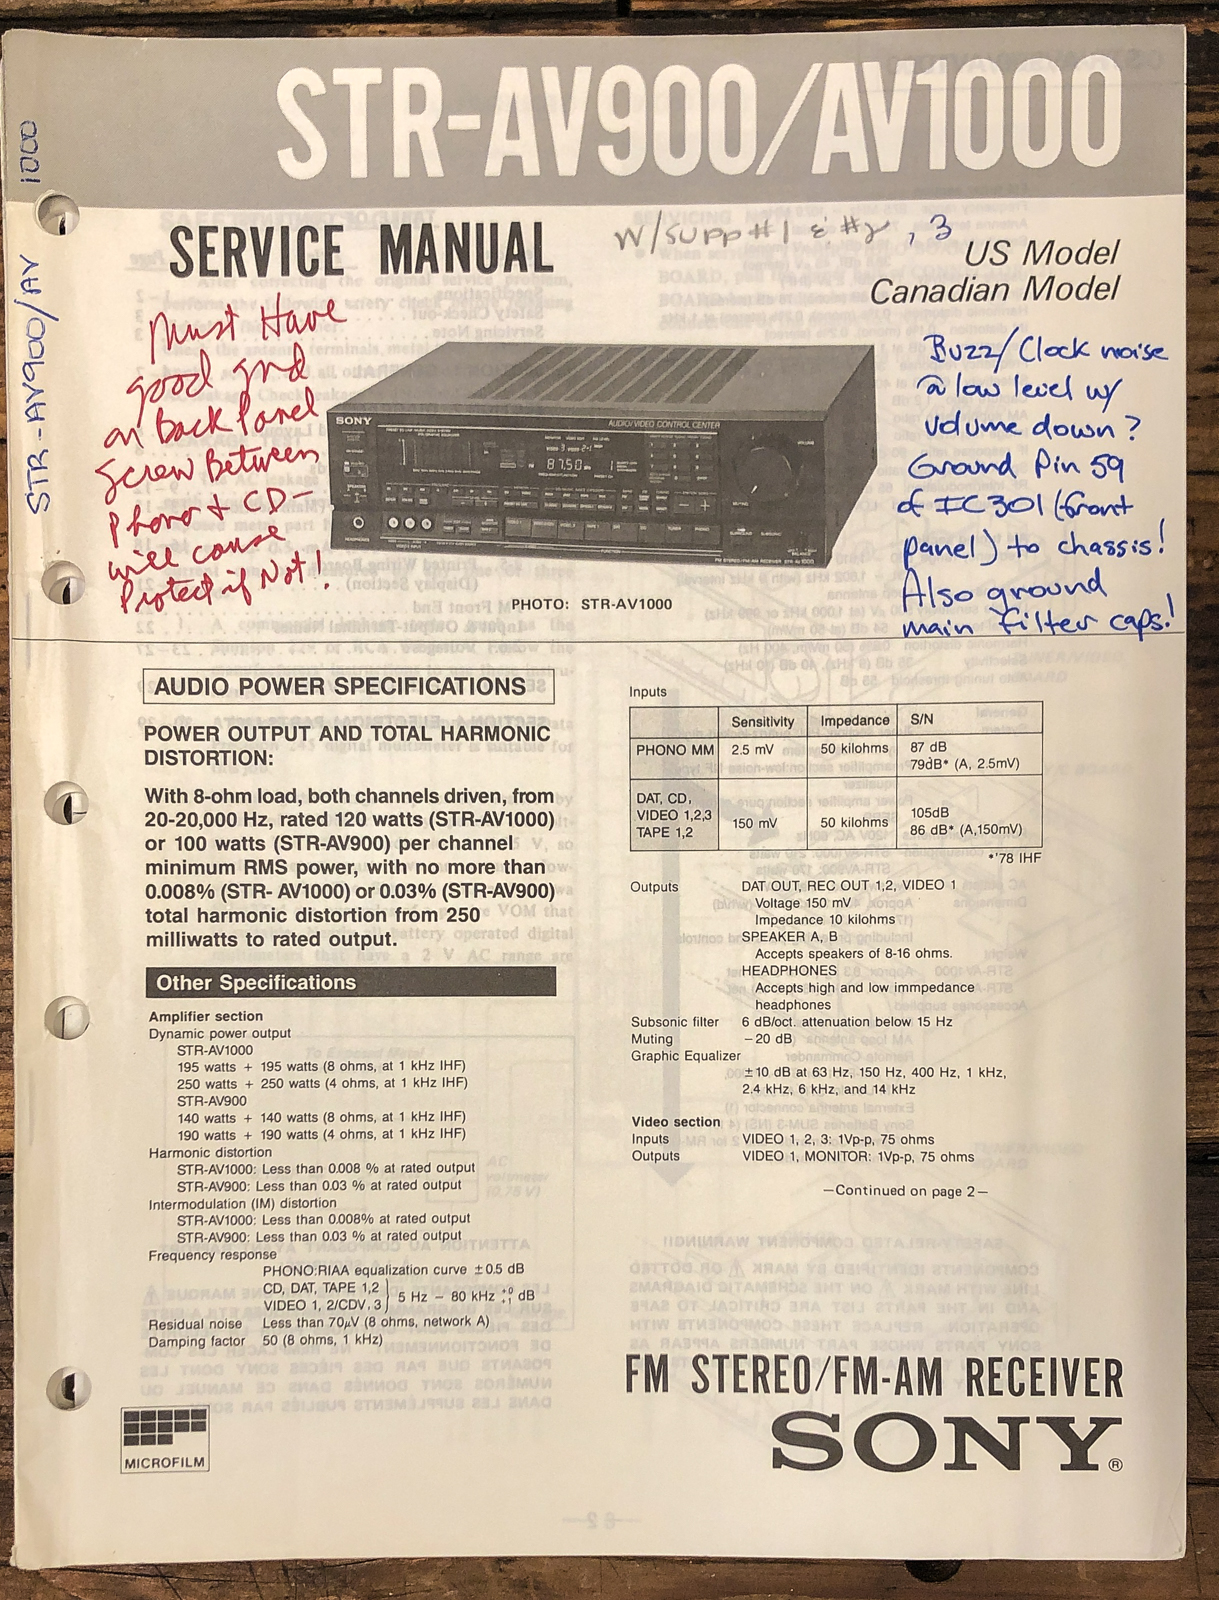 STR-AV900/AV1000
STR-AV900/AV
1000
SERVICE MANUAL
W/Supp #1 & #2, 3
US Model
Canadian Model
Must Have
good gnd
on Back Panel
Screw Between
Phono + CD-
will cause
Protect if Not!
Buzz/Clock noise
@ low level w/
volume down?
Ground Pin 59
of IC301 (front
panel) to chassis!
Also ground
main filter caps!
SONY
AUDIO/VIDEO CONTROL CENTER
87.50
PHOTO: STR-AV1000
AUDIO POWER SPECIFICATIONS
POWER OUTPUT AND TOTAL HARMONIC
DISTORTION:
With 8-ohm load, both channels driven, from
20-20,000 Hz, rated 120 watts (STR-AV1000)
or 100 watts (STR-AV900) per channel
minimum RMS power, with no more than
0.008% (STR- AV1000) or 0.03% (STR-AV900)
total harmonic distortion from 250
milliwatts to rated output.
Other Specifications
Amplifier section
Dynamic power output
STR-AV1000
195 watts + 195 watts (8 ohms, at 1 kHz IHF)
250 watts + 250 watts (4 ohms, at 1 kHz IHF)
STR-AV900
140 watts + 140 watts (8 ohms, at 1 kHz IHF)
190 watts + 190 watts (4 ohms, at 1 kHz IHF)
Harmonic distortion
STR-AV1000: Less than 0.008 % at rated output
STR-AV900: Less than 0.03 % at rated output
Intermodulation (IM) distortion
STR-AV1000: Less than 0.008% at rated output
STR-AV900: Less than 0.03 % at rated output
Frequency response
PHONO:RIAA equalization curve ±0.5 dB
CD, DAT, TAPE 1,2
VIDEO 1, 2/CDV, 3 } 5 Hz – 80 kHz +0 -1 dB
Residual noise Less than 70µV (8 ohms, network A)
Damping factor 50 (8 ohms, 1 kHz)
Inputs
Sensitivity Impedance S/N
PHONO MM 2.5 mV 50 kilohms 87 dB
79dB* (A, 2.5mV)
DAT, CD,
VIDEO 1,2,3
TAPE 1,2 150 mV 50 kilohms 105dB
86 dB* (A,150mV)
*'78 IHF
Outputs DAT OUT, REC OUT 1,2, VIDEO 1
Voltage 150 mV
Impedance 10 kilohms
SPEAKER A, B
Accepts speakers of 8-16 ohms.
HEADPHONES
Accepts high and low immpedance
headphones
Subsonic filter 6 dB/oct. attenuation below 15 Hz
Muting −20 dB
Graphic Equalizer
±10 dB at 63 Hz, 150 Hz, 400 Hz, 1 kHz,
2.4 kHz, 6 kHz, and 14 kHz
Video section
Inputs VIDEO 1, 2, 3: 1Vp-p, 75 ohms
Outputs VIDEO 1, MONITOR: 1Vp-p, 75 ohms
—Continued on page 2—
FM STEREO/FM-AM RECEIVER
SONY®
MICROFILM